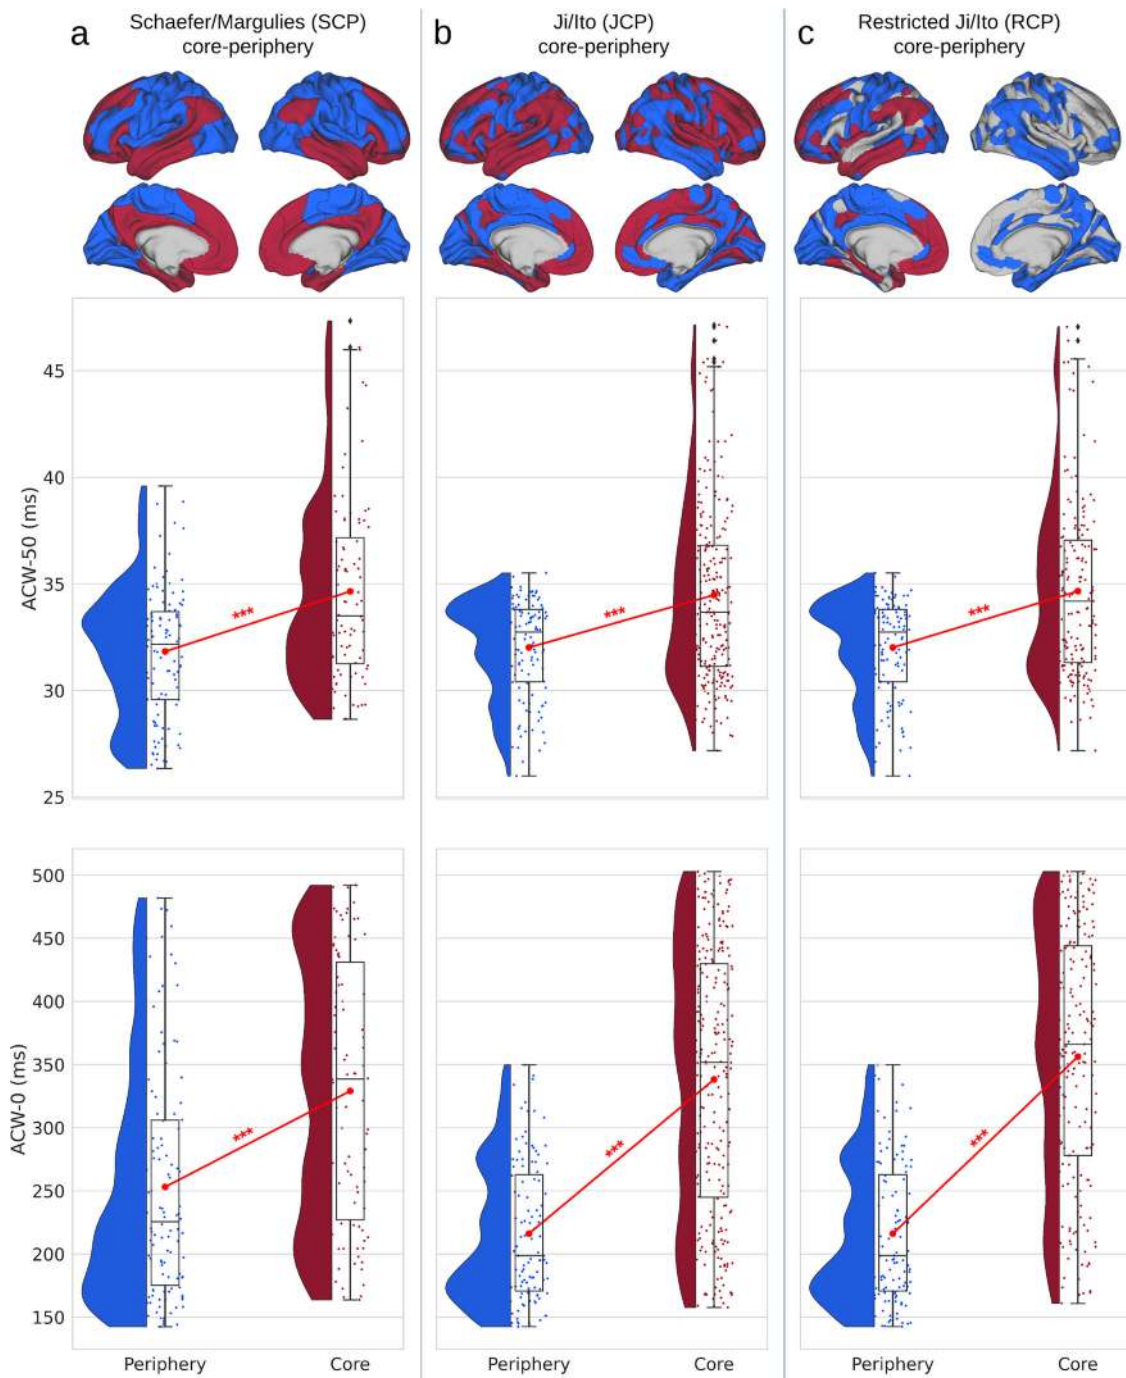 a
Schaefer/Margulies (SCP)
core-periphery
b
Ji/Ito (JCP)
core-periphery
c
Restricted Ji/Ito (RCP)
core-periphery
ACW-50 (ms)
45
40
35
30
25
***
***
***
ACW-0 (ms)
500
450
400
350
300
250
200
150
***
***
***
Periphery
Core
Periphery
Core
Periphery
Core